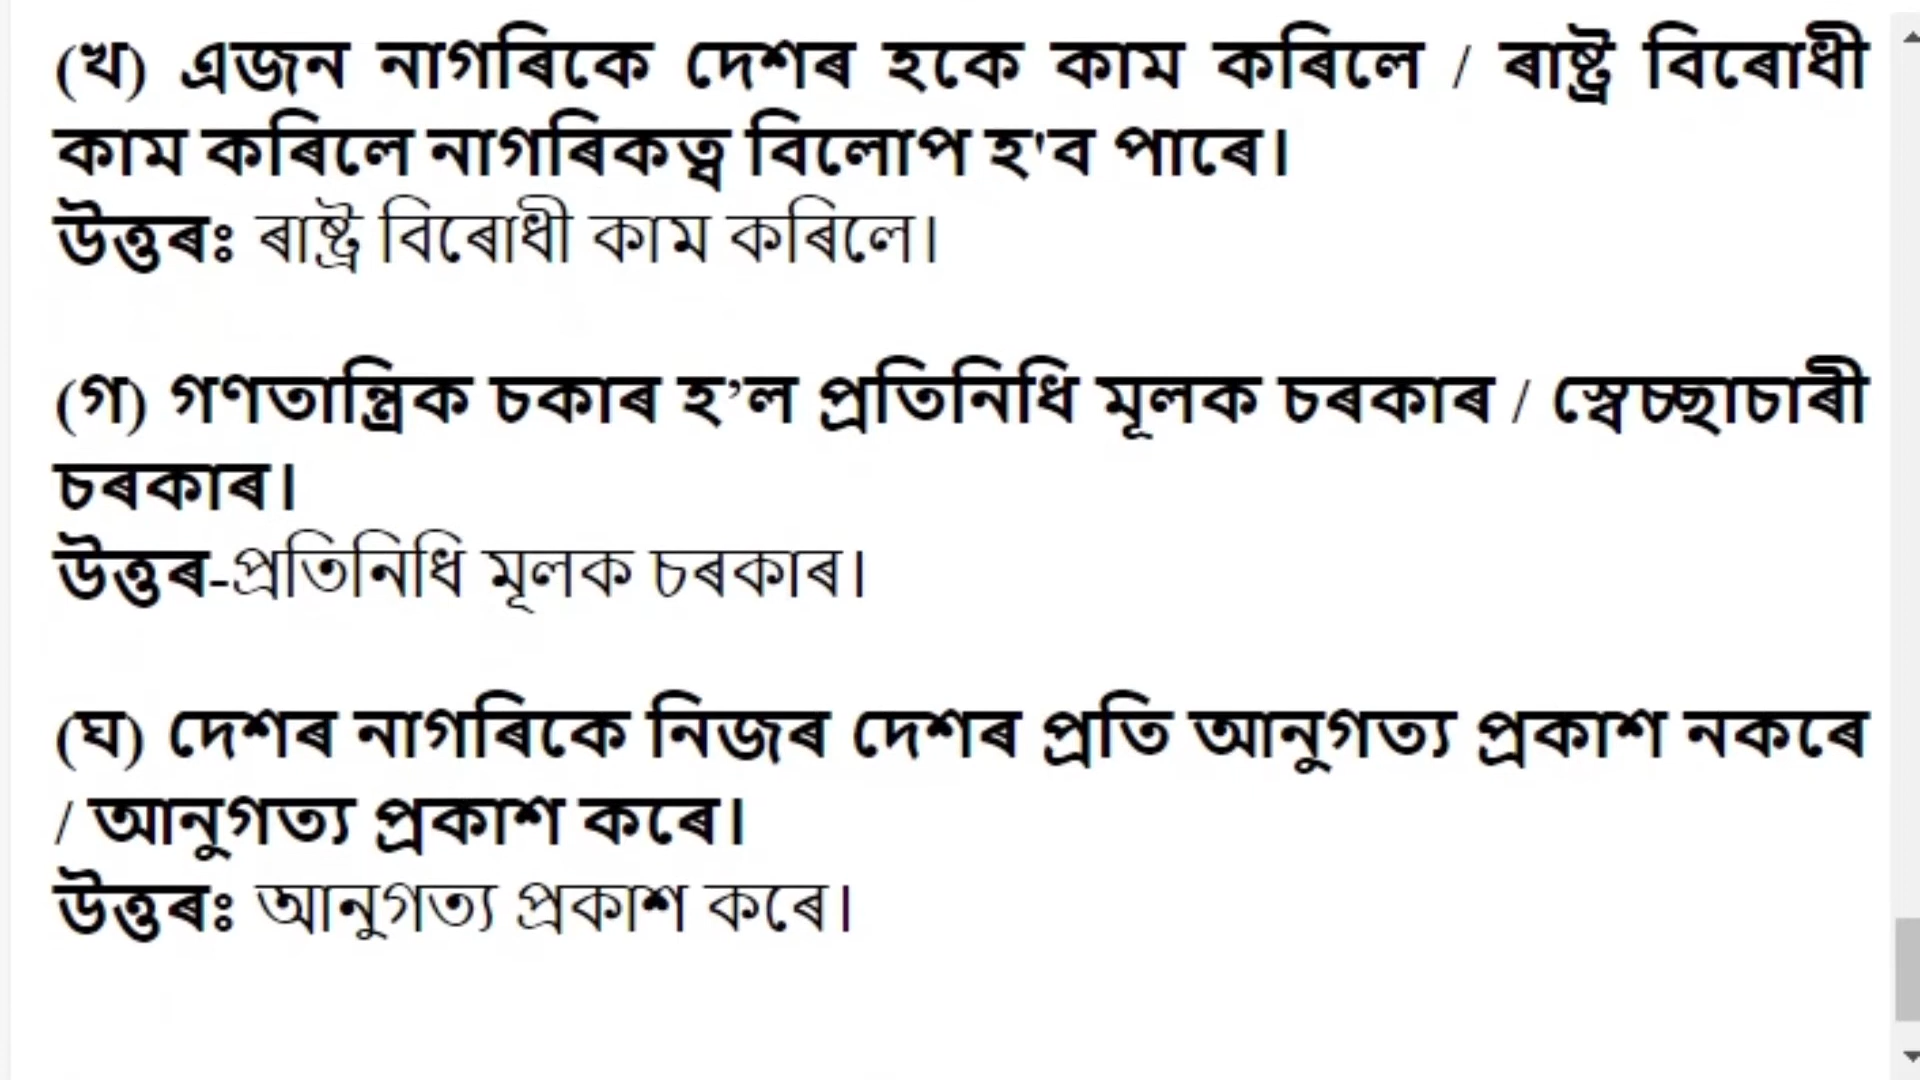 (খ) এজন নাগৰিকে দেশৰ হকে কাম কৰিলে / ৰাষ্ট্ৰ বিৰোধী
কাম কৰিলে নাগৰিকত্ব বিলোপ হ'ব পাৰে।
উত্তৰঃ ৰাষ্ট্ৰ বিৰোধী কাম কৰিলে।
(গ) গণতান্ত্ৰিক চকাৰ হ’ল প্ৰতিনিধি মূলক চৰকাৰ / স্বেচ্ছাচাৰী
চৰকাৰ।
উত্তৰ-প্ৰতিনিধি মূলক চৰকাৰ।
(ঘ) দেশৰ নাগৰিকে নিজৰ দেশৰ প্ৰতি আনুগত্য প্ৰকাশ নকৰে
/ আনুগত্য প্ৰকাশ কৰে।
উত্তৰঃ আনুগত্য প্ৰকাশ কৰে।